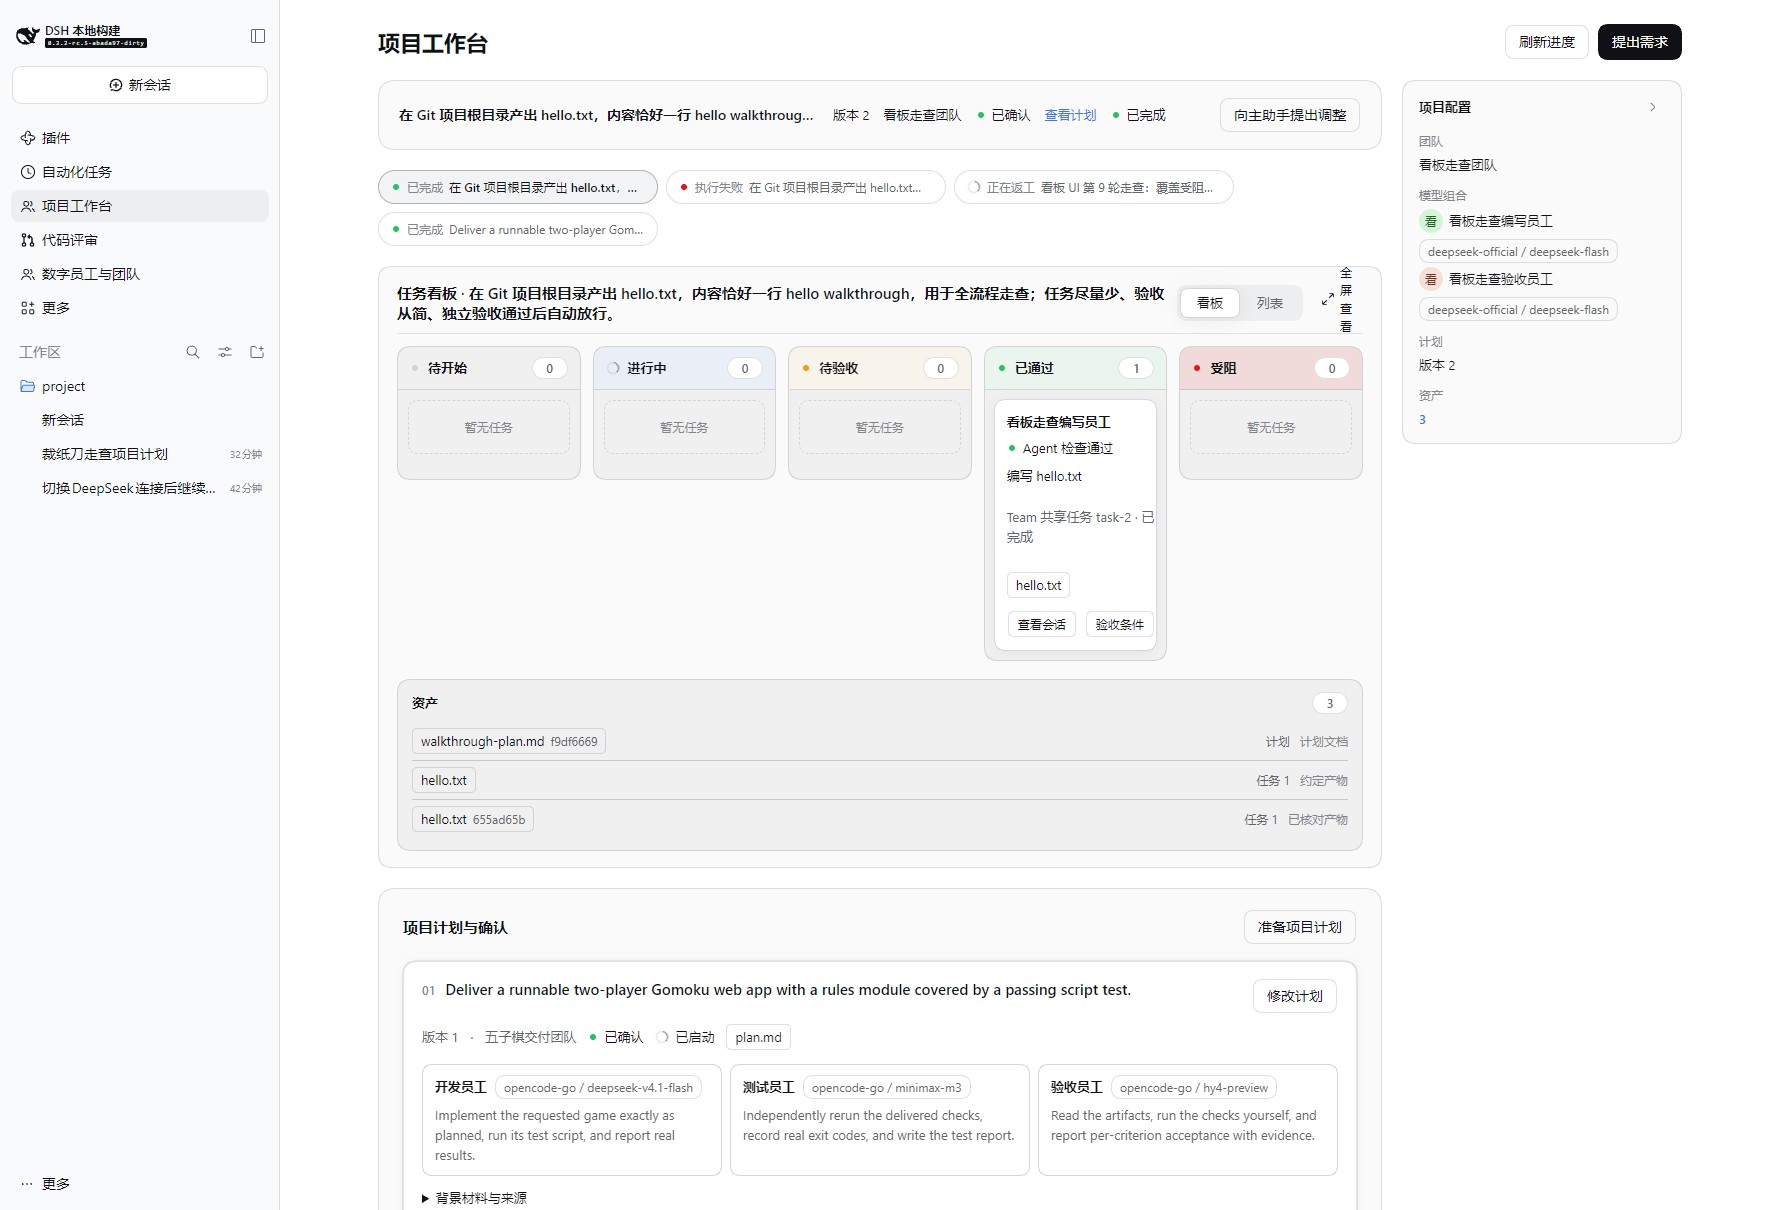 DSH 本地构建
0.3.2-rc.5-abada97-dirty
新会话
插件
自动化任务
项目工作台
代码评审
数字员工与团队
更多
工作区
project
新会话
裁纸刀走查项目计划 32分钟
切换DeepSeek连接后继续... 42分钟
更多
项目工作台
刷新进度
提出需求
在 Git 项目根目录产出 hello.txt，内容恰好一行 hello walkthroug... 版本 2 看板走查团队 已确认 查看计划 已完成 向主助手提出调整
已完成 在 Git 项目根目录产出 hello.txt，...
执行失败 在 Git 项目根目录产出 hello.txt...
正在返工 看板 UI 第 9 轮走查：覆盖受阻...
已完成 Deliver a runnable two-player Gom...
任务看板 · 在 Git 项目根目录产出 hello.txt，内容恰好一行 hello walkthrough，用于全流程走查；任务尽量少、验收
从简、独立验收通过后自动放行。
看板
列表
全屏查看
待开始 0
暂无任务
进行中 0
暂无任务
待验收 0
暂无任务
已通过 1
看板走查编写员工
Agent 检查通过
编写 hello.txt
Team 共享任务 task-2 · 已
完成
hello.txt
查看会话
验收条件
受阻 0
暂无任务
资产 3
walkthrough-plan.md f9df6669 计划 计划文档
hello.txt 任务 1 约定产物
hello.txt 655ad65b 任务 1 已核对产物
项目计划与确认
准备项目计划
01 Deliver a runnable two-player Gomoku web app with a rules module covered by a passing script test.
修改计划
版本 1 · 五子棋交付团队 已确认 已启动 plan.md
开发员工 opencode-go / deepseek-v4.1-flash
Implement the requested game exactly as
planned, run its test script, and report real
results.
测试员工 opencode-go / minimax-m3
Independently rerun the delivered checks,
record real exit codes, and write the test report.
验收员工 opencode-go / hy4-preview
Read the artifacts, run the checks yourself, and
report per-criterion acceptance with evidence.
背景材料与来源
项目配置
团队
看板走查团队
模型组合
看 看板走查编写员工
deepseek-official / deepseek-flash
看 看板走查验收员工
deepseek-official / deepseek-flash
计划
版本 2
资产
3